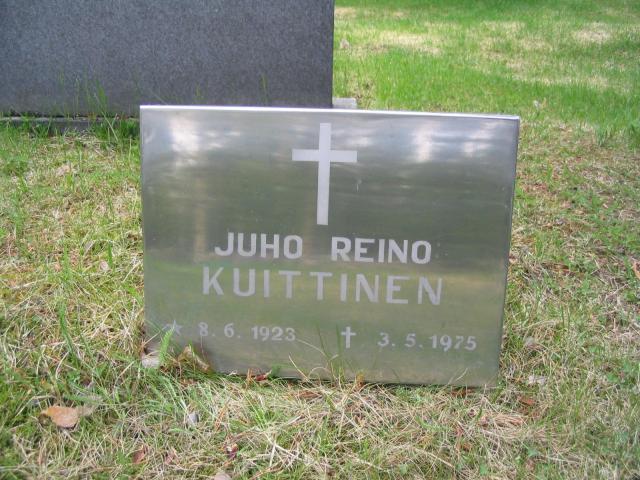 JUHO REINO
KUITTINEN
* 8.6.1923 † 3.5.1975